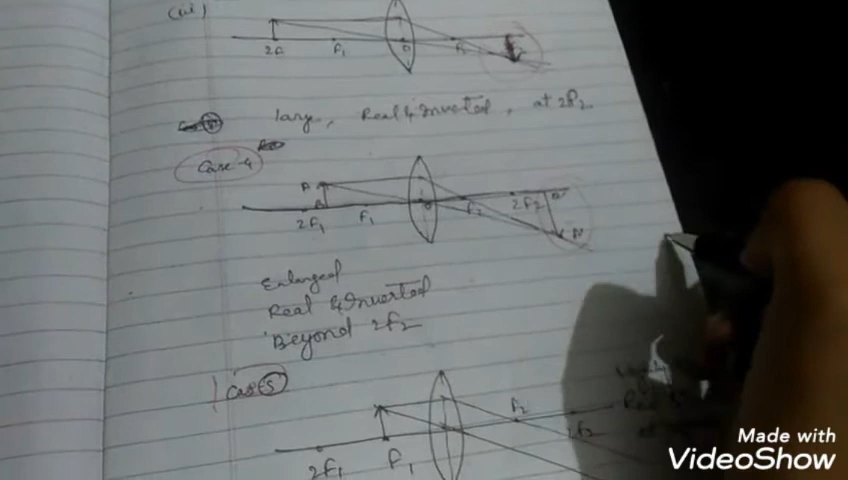 (iii)
2F1 F1 O F2
large, Real & Inverted, at 2F2
Case-4
A
2F1 F1 O F2 2F2 B' A'
Enlarged
Real & Inverted
Beyond 2F2
Case 5
F2
2F2
2F1 F1
Made with
VideoShow